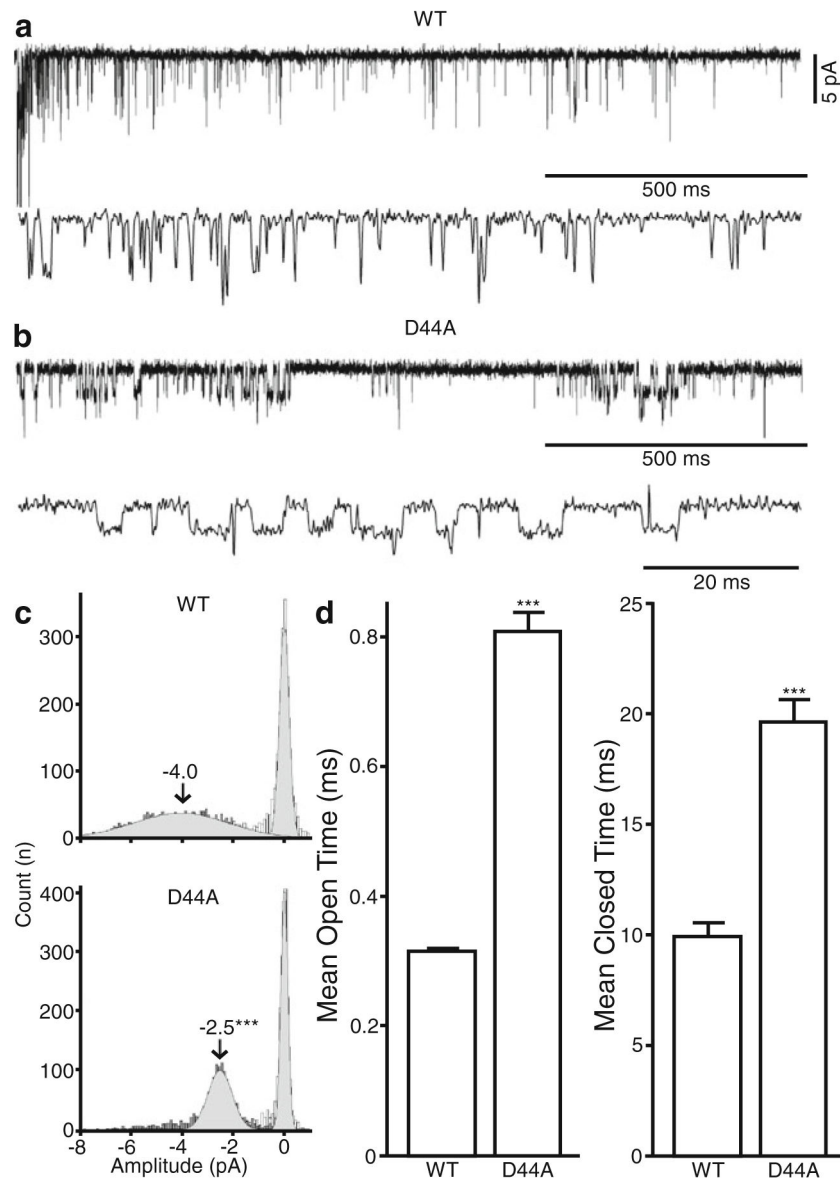 a
WT
5 pA
500 ms
b
D44A
500 ms
20 ms
c
WT
300
200
100
0
-4.0
D44A
400
300
200
100
0
-2.5***
-8
-6
-4
-2
0
Amplitude (pA)
Count (n)
d
Mean Open Time (ms)
0.8
0.6
0.4
0.2
0
***
WT
D44A
Mean Closed Time (ms)
25
20
15
10
5
0
***
WT
D44A